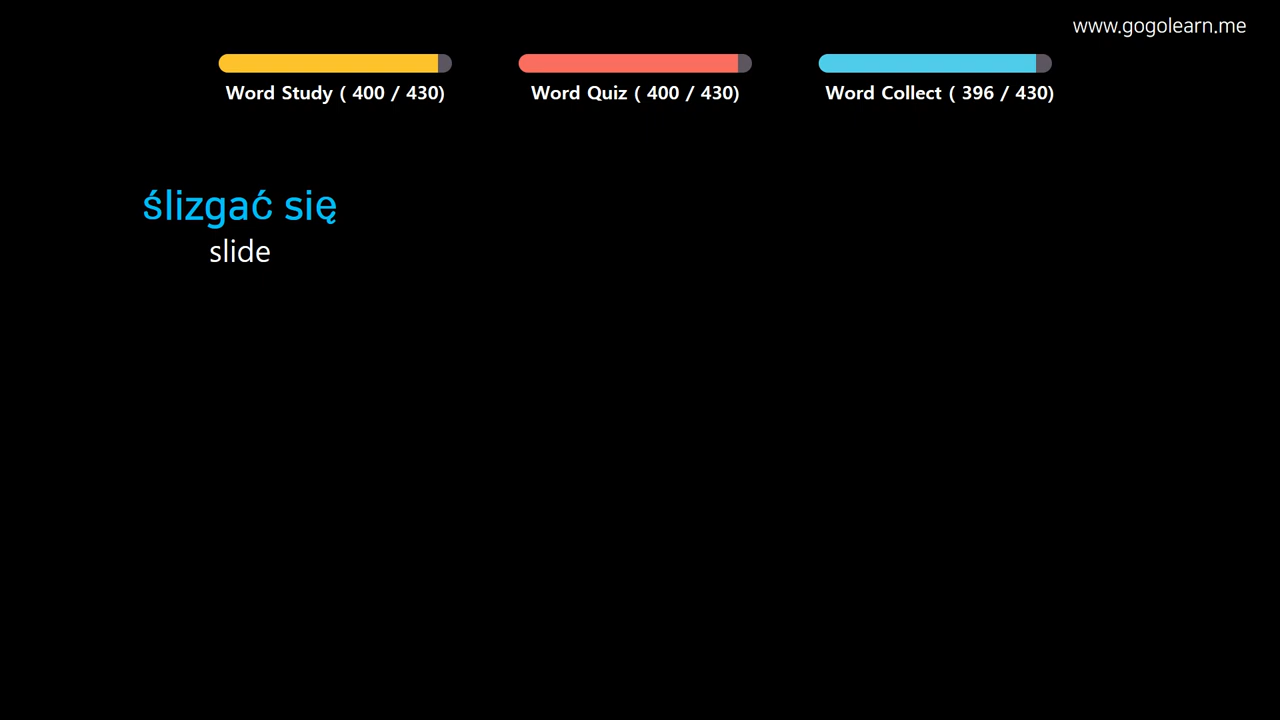 www.gogolearn.me
Word Study ( 400 / 430)
Word Quiz ( 400 / 430)
Word Collect ( 396 / 430)
ślizgać się
slide